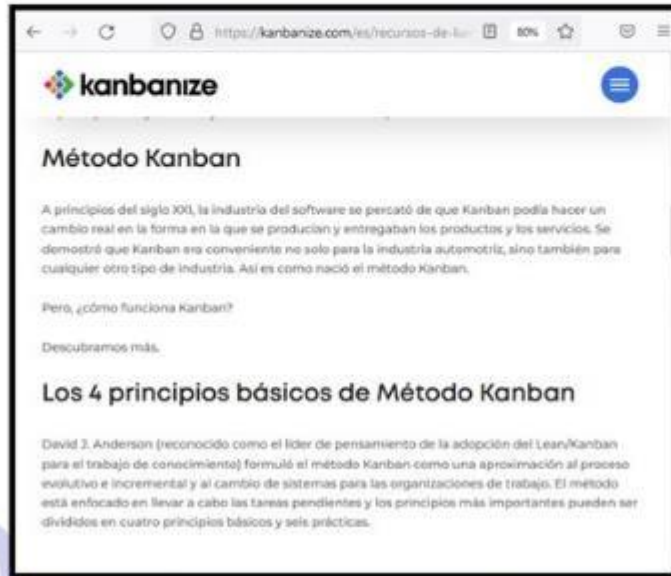 https://kanbanize.com/es/recursos-de-
80%
kanbanize
Método Kanban
A principios del siglo XXI, la industria del software se percató de que Kanban podía hacer un
cambio real en la forma en la que se producían y entregaban los productos y los servicios. Se
demostró que Kanban era conveniente no solo para la industria automotriz, sino también para
cualquier otro tipo de industria. Así es como nació el método Kanban.
Pero, ¿cómo funciona Kanban?
Descubramos más.
Los 4 principios básicos de Método Kanban
David J. Anderson (reconocido como el líder de pensamiento de la adopción del Lean/Kanban
para el trabajo de conocimiento) formuló el método Kanban como una aproximación al proceso
evolutivo e incremental y al cambio de sistemas para las organizaciones de trabajo. El método
está enfocado en llevar a cabo las tareas pendientes y los principios más importantes pueden ser
divididos en cuatro principios básicos y seis prácticas.